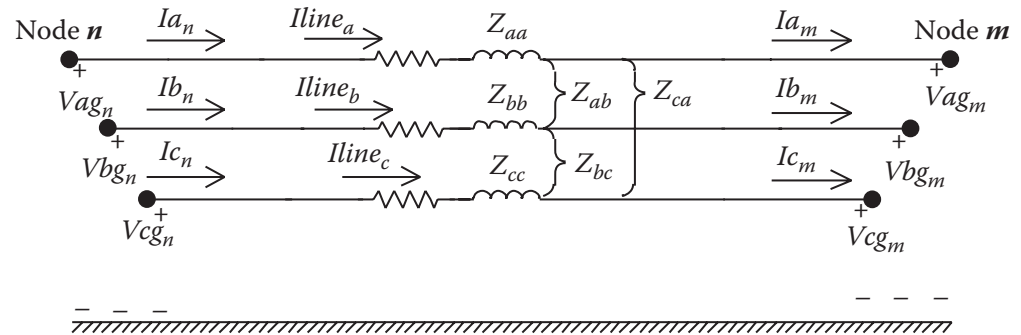 Node n Ia_n Iline_a Z_aa Ia_m Node m
+ +
Vag_n Ib_n Iline_b Z_bb Z_ab Z_ca Ib_m Vag_m
+ +
Vbg_n Ic_n Iline_c Z_cc Z_bc Ic_m Vbg_m
+ +
Vcg_n Vcg_m
– – – – – –